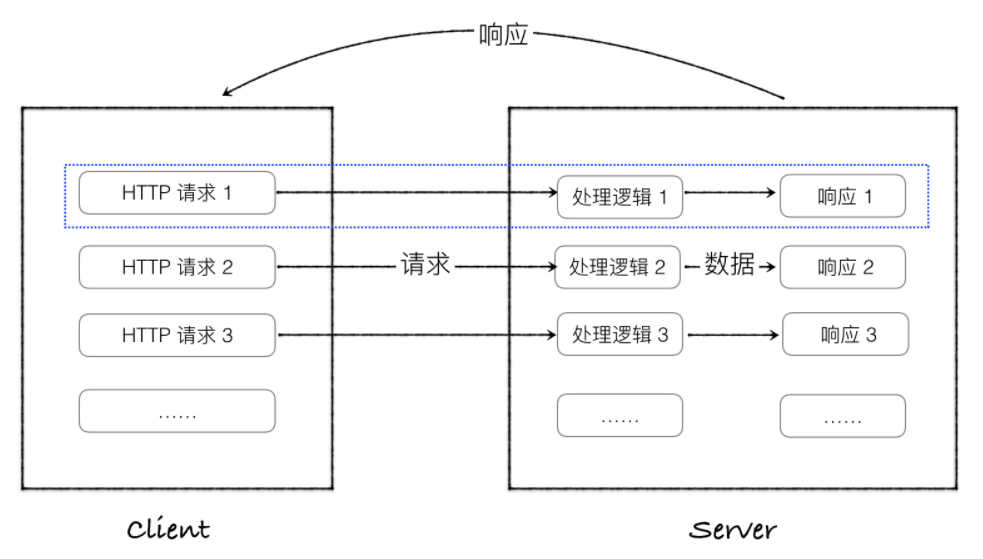 响应
HTTP 请求 1
处理逻辑 1
响应 1
HTTP 请求 2
请求
处理逻辑 2
数据
响应 2
HTTP 请求 3
处理逻辑 3
响应 3
......
......
......
Client
Server